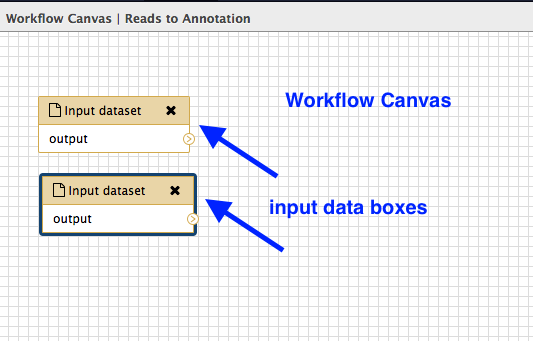 Workflow Canvas | Reads to Annotation
Workflow Canvas
Input dataset
output
input data boxes
Input dataset
output